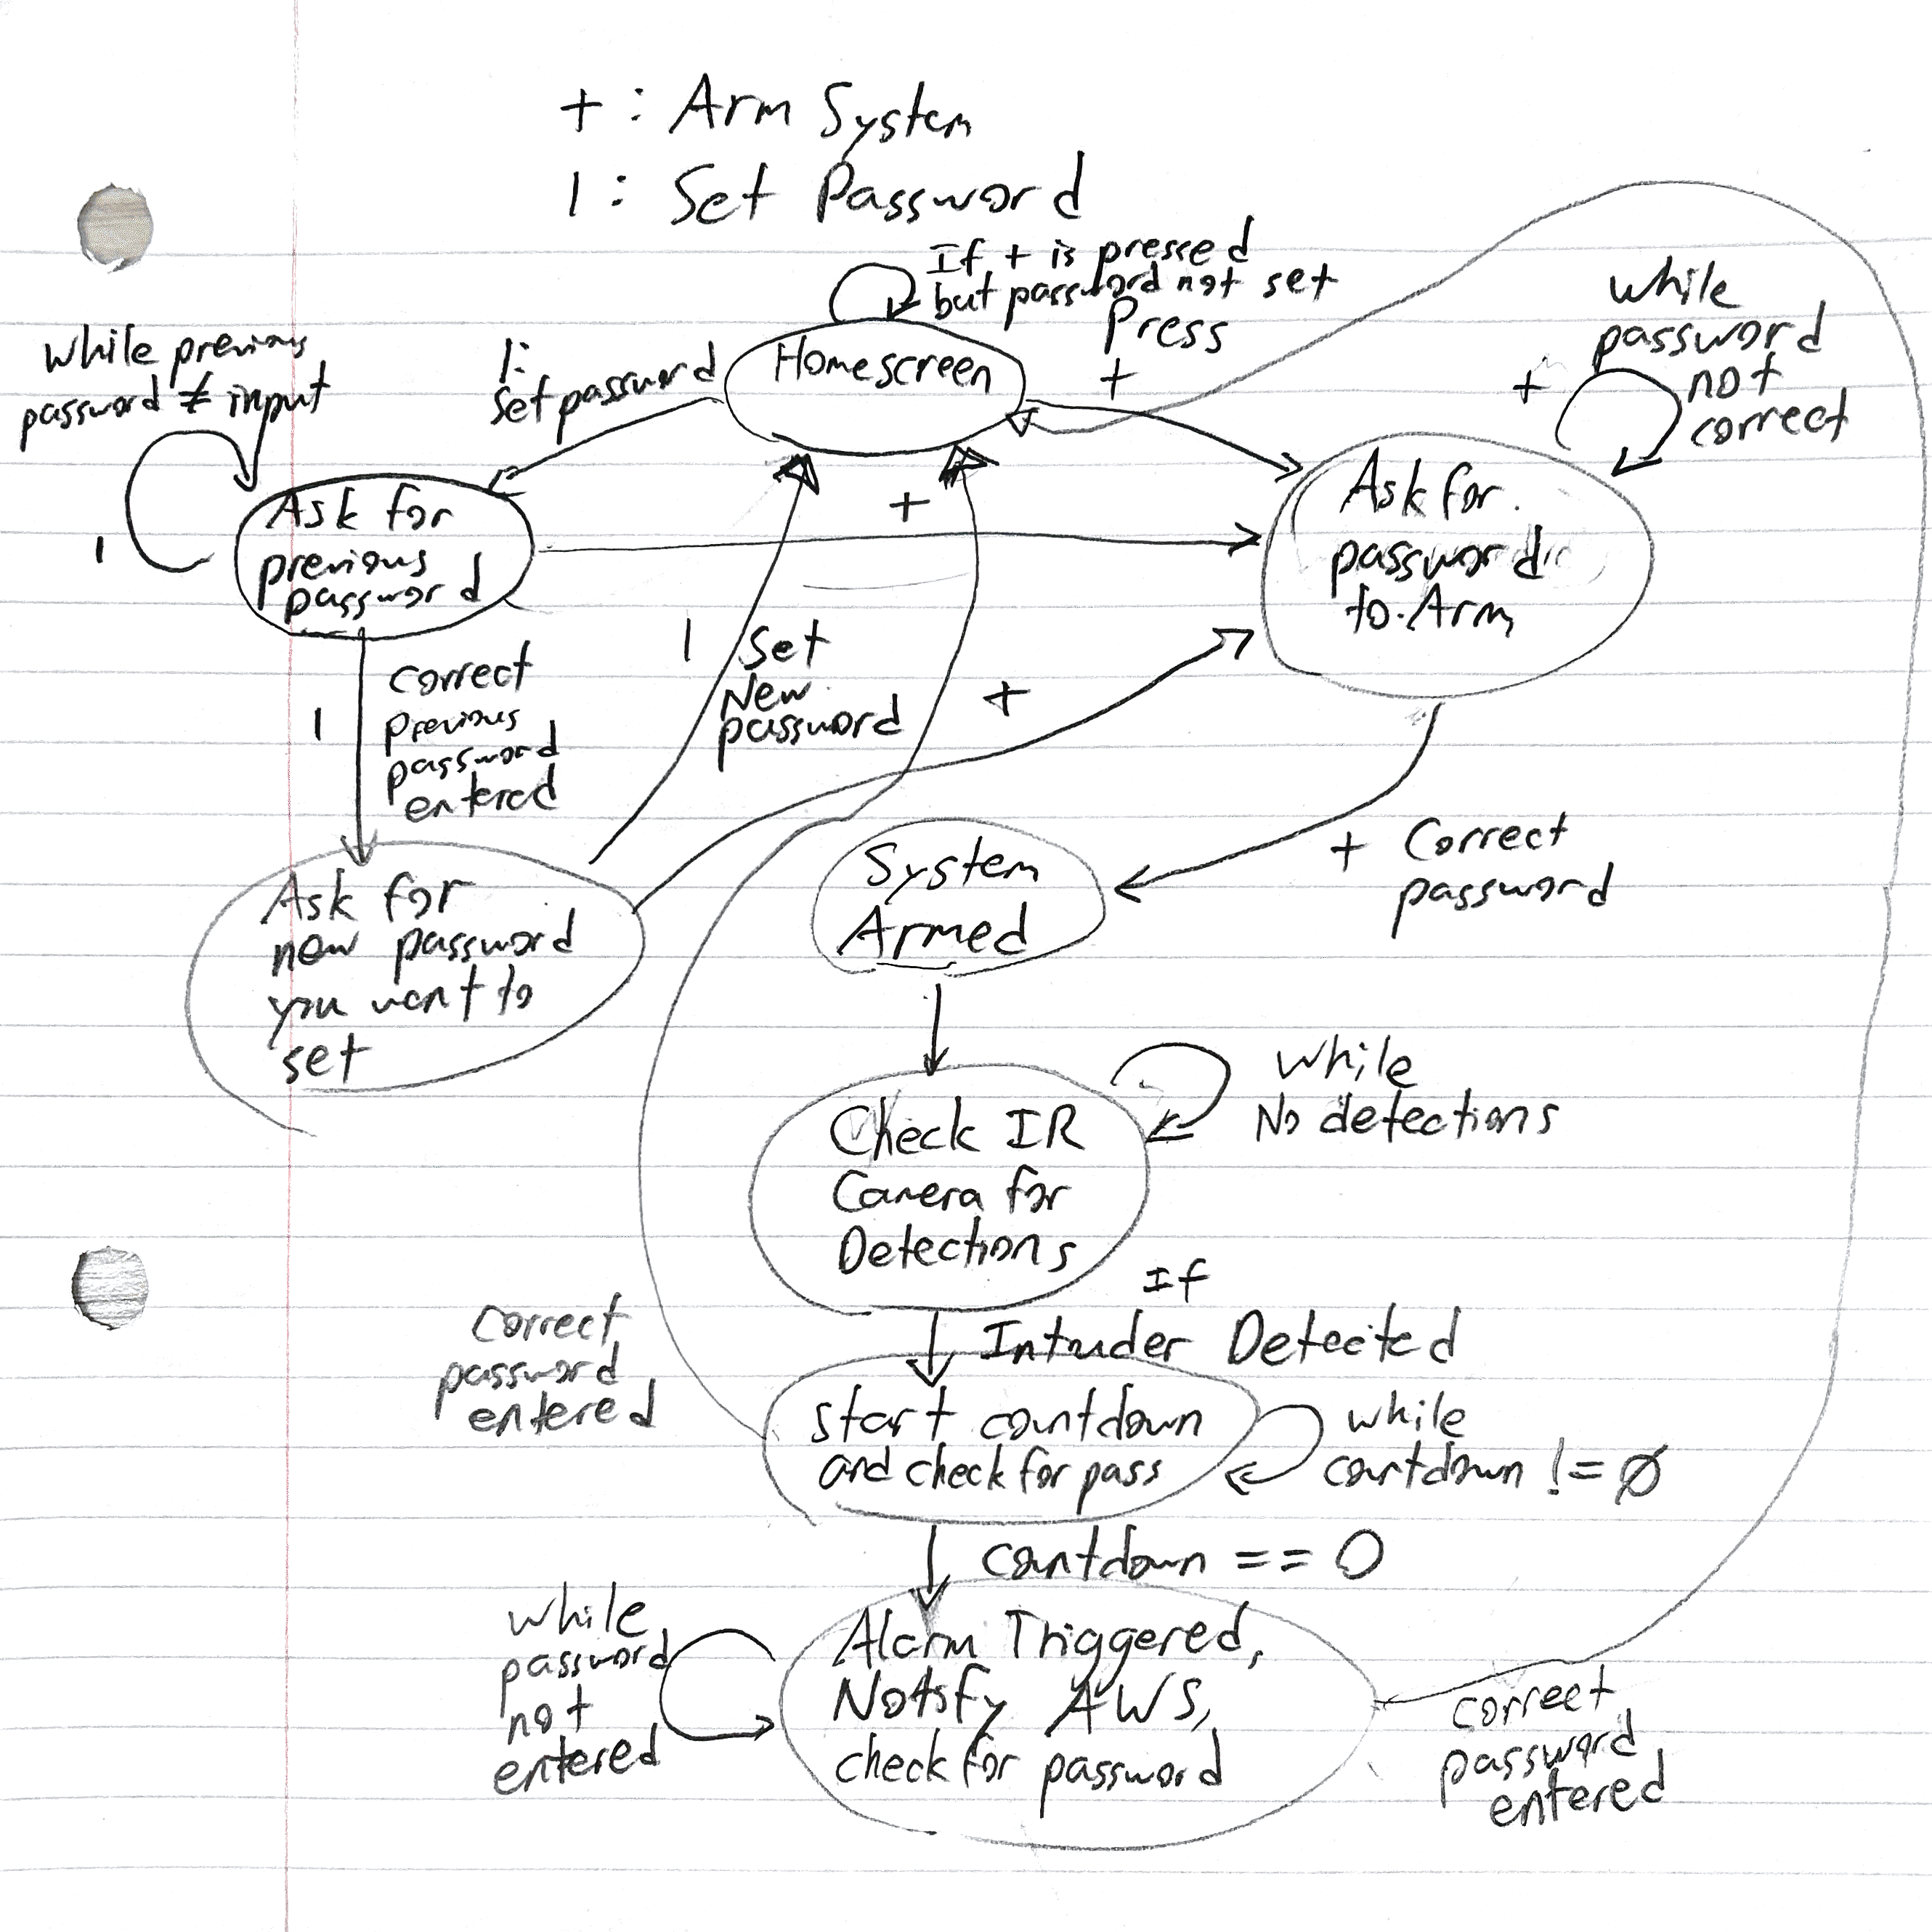 + : Arm System
1 : Set Password
If + is pressed
but password not set
Press
+
Homescreen
1:
Set password
while previous
password ≠ input
1
Ask for
previous
password
+
while
password
not
correct
+
Ask for
password
to Arm
1
correct
previous
password
entered
1
Set
New
password
+
+ Correct
password
Ask for
new password
you want to
set
System
Armed
while
No detections
Check IR
Camera for
Detections
If
Intruder Detected
correct
password
entered
start countdown
and check for pass
while
countdown != Ø
countdown == 0
while
password
not
entered
Alarm Triggered,
Notify AWS,
check for password
correct
password
entered